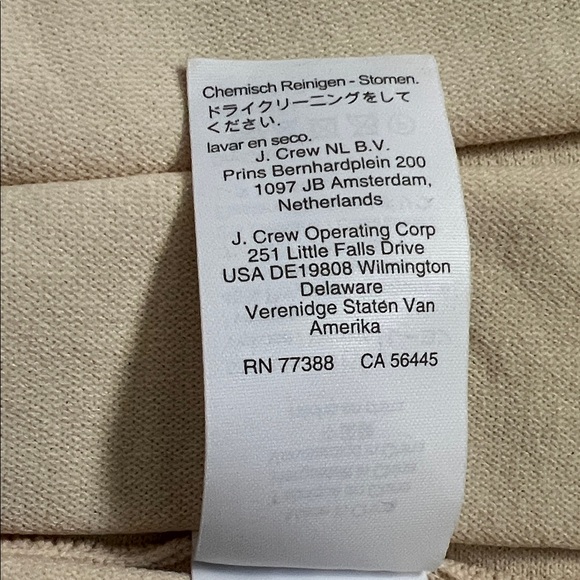 Chemisch Reinigen - Stomen.
ドライクリーニングをして
ください.
lavar en seco.
J. Crew NL B.V.
Prins Bernhardplein 200
1097 JB Amsterdam,
Netherlands
J. Crew Operating Corp
251 Little Falls Drive
USA DE19808 Wilmington
Delaware
Verenidge Statén Van
Amerika
RN 77388 CA 56445